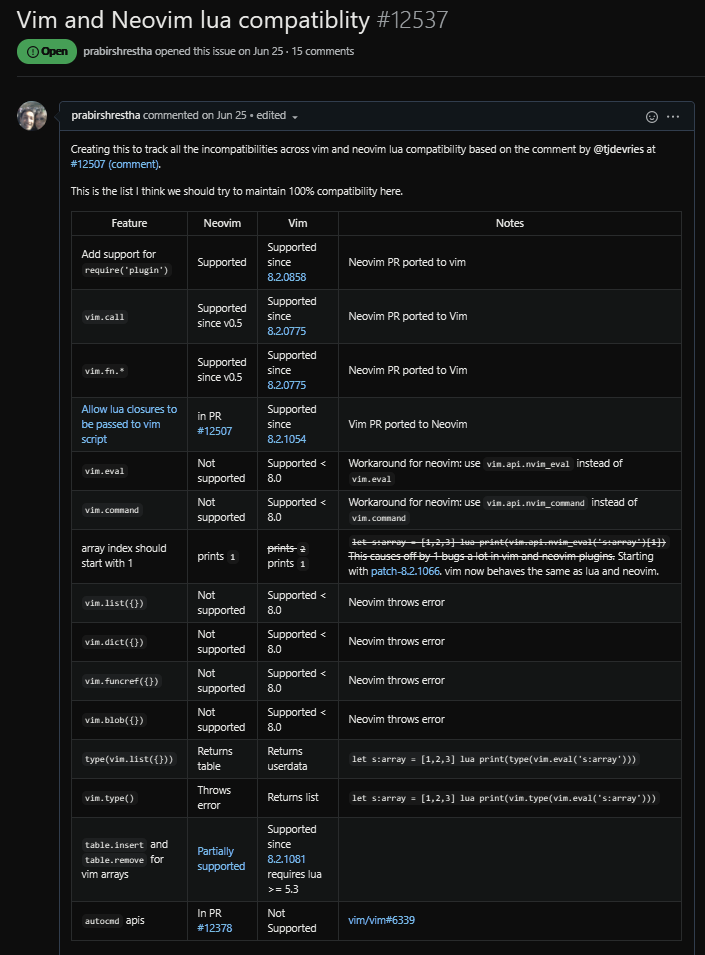 Vim and Neovim lua compatiblity #12537
Open prabirshrestha opened this issue on Jun 25 · 15 comments
prabirshrestha commented on Jun 25 • edited
Creating this to track all the incompatibilities across vim and neovim lua compatibility based on the comment by @tjdevries at
#12507 (comment).
This is the list I think we should try to maintain 100% compatibility here.
Feature Neovim Vim Notes
Add support for
require('plugin')
Supported
Supported
since
8.2.0858
Neovim PR ported to vim
vim.call
Supported
since v0.5
Supported
since
8.2.0775
Neovim PR ported to Vim
vim.fn.*
Supported
since v0.5
Supported
since
8.2.0775
Neovim PR ported to Vim
Allow lua closures to
be passed to vim
script
in PR
#12507
Supported
since
8.2.1054
Vim PR ported to Neovim
vim.eval
Not
supported
Supported <
8.0
Workaround for neovim: use vim.api.nvim_eval instead of
vim.eval
vim.command
Not
supported
Supported <
8.0
Workaround for neovim: use vim.api.nvim_command instead of
vim.command
array index should
start with 1
prints 1
prints 2
prints 1
let s:array = [1,2,3] lua print(vim.api.nvim_eval('s:array')[1])
This causes off by 1 bugs a lot in vim and neovim plugins. Starting
with patch-8.2.1066. vim now behaves the same as lua and neovim.
vim.list({})
Not
supported
Supported <
8.0
Neovim throws error
vim.dict({})
Not
supported
Supported <
8.0
Neovim throws error
vim.funcref({})
Not
supported
Supported <
8.0
Neovim throws error
vim.blob({})
Not
supported
Supported <
8.0
Neovim throws error
type(vim.list({}))
Returns
table
Returns
userdata
let s:array = [1,2,3] lua print(type(vim.eval('s:array')))
vim.type()
Throws
error
Returns list
let s:array = [1,2,3] lua print(vim.type(vim.eval('s:array')))
table.insert and
table.remove for
vim arrays
Partially
supported
Supported
since
8.2.1081
requires lua
>= 5.3
autocmd apis
In PR
#12378
Not
Supported
vim/vim#6339